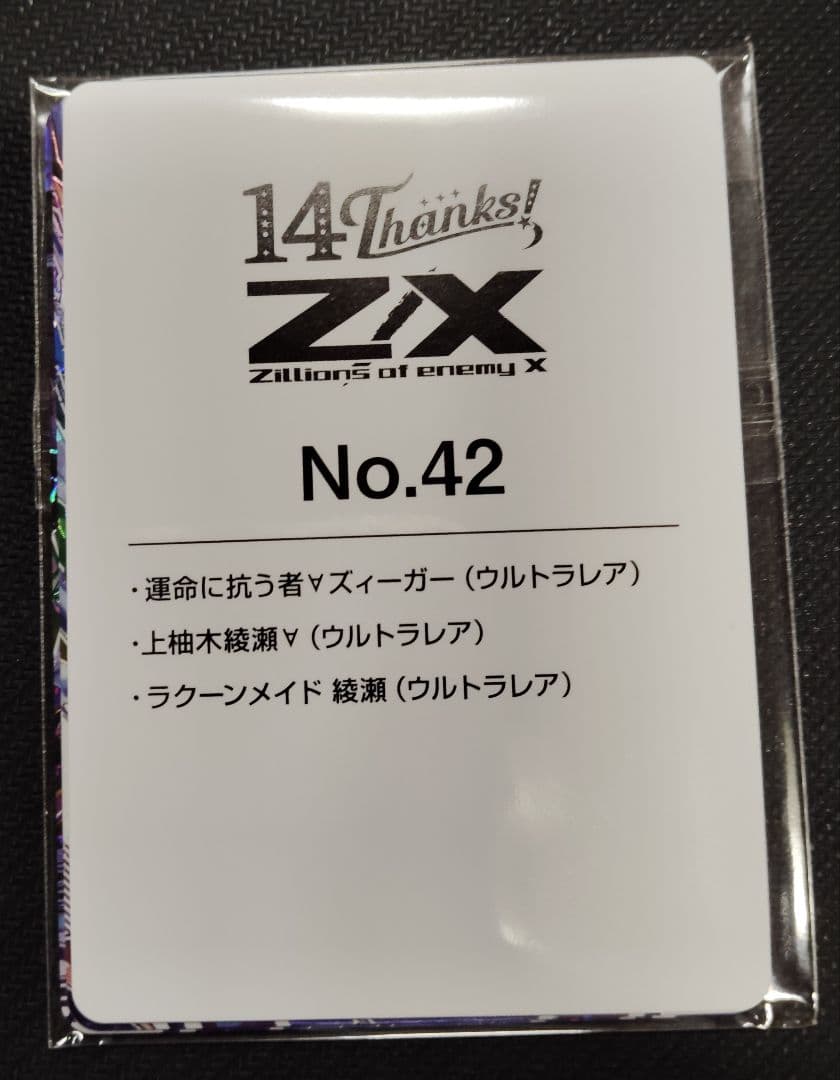 14 Thanks!
Z/X
Zillions of enemy X
No.42
・運命に抗う者∀ズィーガー（ウルトラレア）
・上柚木綾瀬∀（ウルトラレア）
・ラクーンメイド 綾瀬（ウルトラレア）